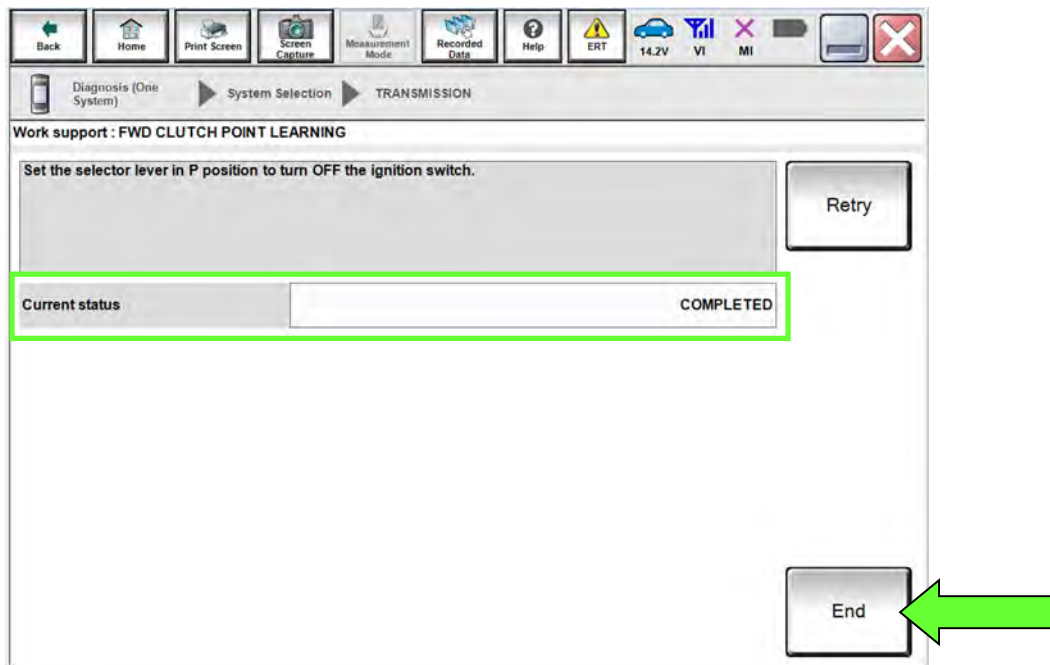 Back Home Print Screen Screen Capture Measurement Mode Recorded Data Help ERT 14.2V VI MI
Diagnosis (One System) System Selection TRANSMISSION
Work support : FWD CLUTCH POINT LEARNING
Set the selector lever in P position to turn OFF the ignition switch.
Retry
Current status COMPLETED
End